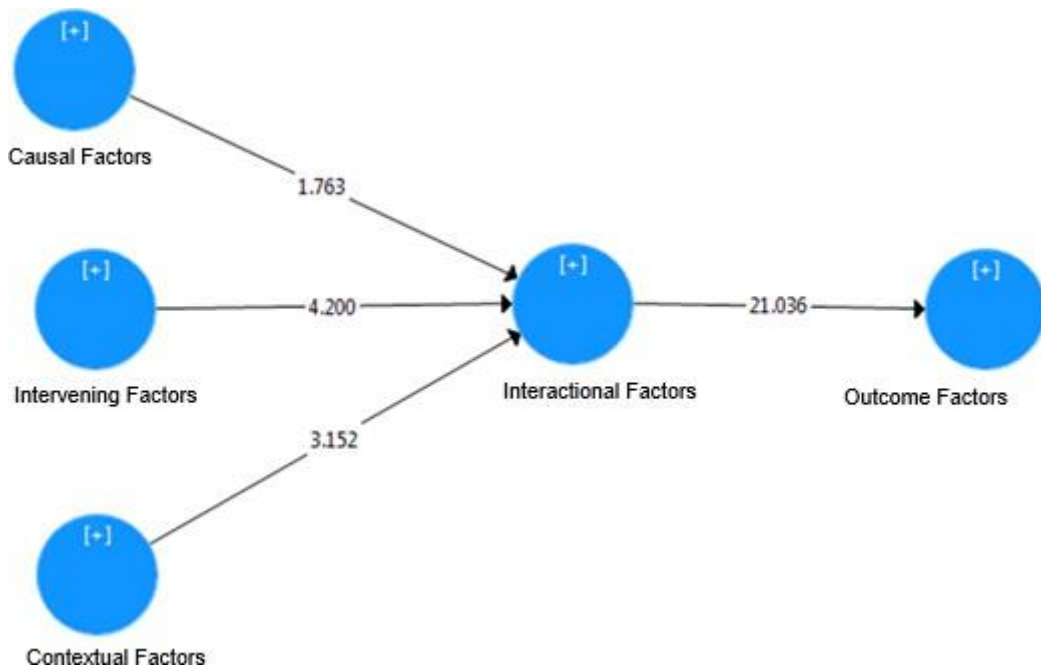 [+]
Causal Factors
1.763
[+]
Intervening Factors
4.200
[+]
Interactional Factors
21.036
[+]
Outcome Factors
3.152
[+]
Contextual Factors